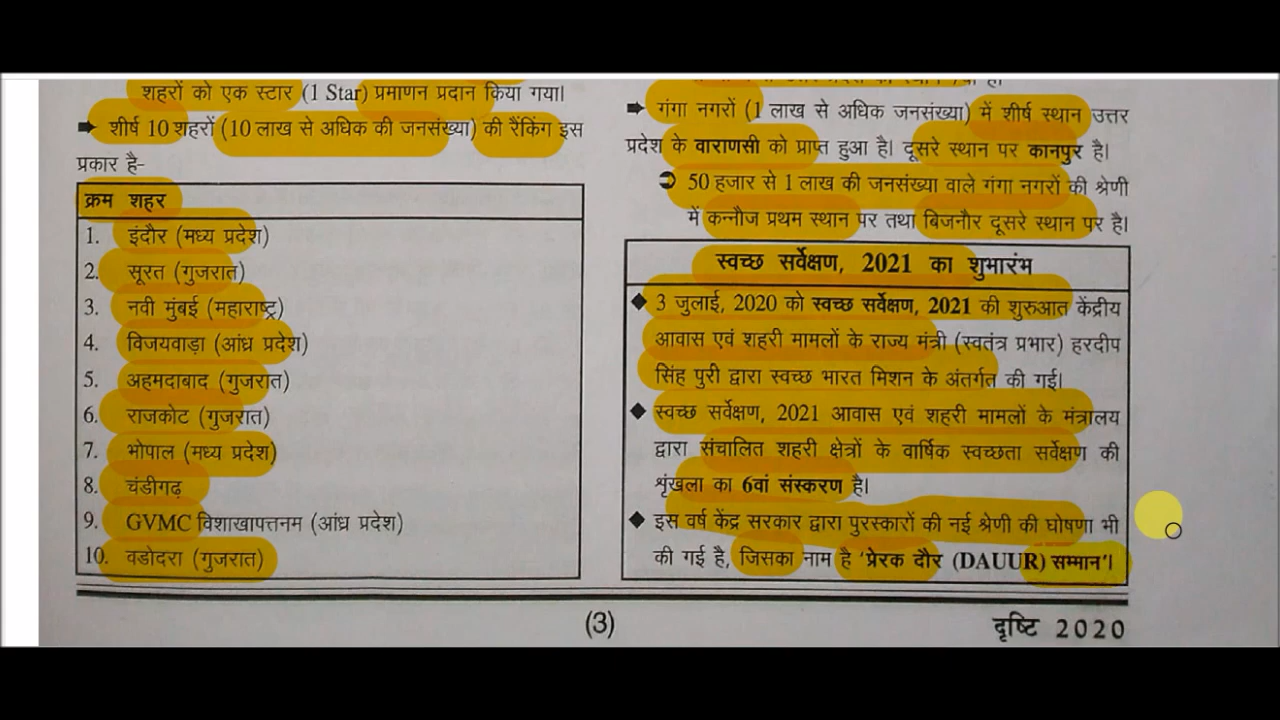 शहरों को एक स्टार (1 Star) प्रमाणन प्रदान किया गया।
➡ शीर्ष 10 शहरों (10 लाख से अधिक की जनसंख्या) की रैंकिंग इस
प्रकार है-
क्रम शहर
1. इंदौर (मध्य प्रदेश)
2. सूरत (गुजरात)
3. नवी मुंबई (महाराष्ट्र)
4. विजयवाड़ा (आंध्र प्रदेश)
5. अहमदाबाद (गुजरात)
6. राजकोट (गुजरात)
7. भोपाल (मध्य प्रदेश)
8. चंडीगढ़
9. GVMC विशाखापत्तनम (आंध्र प्रदेश)
10. वडोदरा (गुजरात)
➡ गंगा नगरों (1 लाख से अधिक जनसंख्या) में शीर्ष स्थान उत्तर
प्रदेश के वाराणसी को प्राप्त हुआ है। दूसरे स्थान पर कानपुर है।
➲ 50 हजार से 1 लाख की जनसंख्या वाले गंगा नगरों की श्रेणी
में कन्नौज प्रथम स्थान पर तथा बिजनौर दूसरे स्थान पर है।
स्वच्छ सर्वेक्षण, 2021 का शुभारंभ
◆ 3 जुलाई, 2020 को स्वच्छ सर्वेक्षण, 2021 की शुरुआत केंद्रीय
आवास एवं शहरी मामलों के राज्य मंत्री (स्वतंत्र प्रभार) हरदीप
सिंह पुरी द्वारा स्वच्छ भारत मिशन के अंतर्गत की गई।
◆ स्वच्छ सर्वेक्षण, 2021 आवास एवं शहरी मामलों के मंत्रालय
द्वारा संचालित शहरी क्षेत्रों के वार्षिक स्वच्छता सर्वेक्षण की
शृंखला का 6वां संस्करण है।
◆ इस वर्ष केंद्र सरकार द्वारा पुरस्कारों की नई श्रेणी की घोषणा भी
की गई है, जिसका नाम है 'प्रेरक दौर (DAUUR) सम्मान'।
(3)
दृष्टि 2020